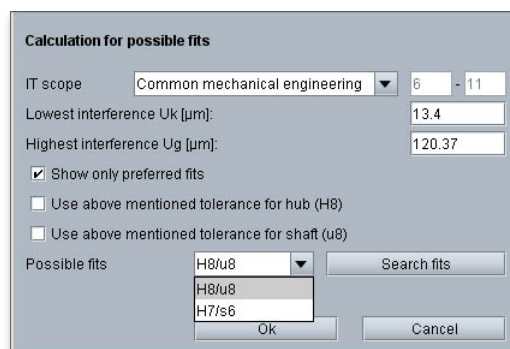 Calculation for possible fits
IT scope Common mechanical engineering 6 - 11
Lowest interference Uk [µm]: 13.4
Highest interference Ug [µm]: 120.37
Show only preferred fits
Use above mentioned tolerance for hub (H8)
Use above mentioned tolerance for shaft (u8)
Possible fits H8/u8 Search fits
H8/u8
H7/s6
Ok Cancel